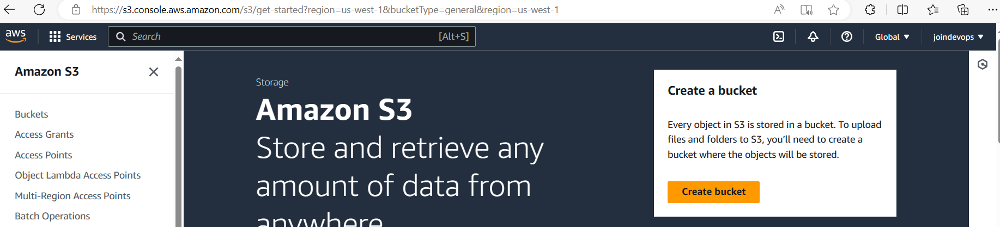 https://s3.console.aws.amazon.com/s3/get-started?region=us-west-1&bucketType=general&region=us-west-1
aws
Services
Search
[Alt+S]
Global
joindevops
Amazon S3
Buckets
Access Grants
Access Points
Object Lambda Access Points
Multi-Region Access Points
Batch Operations
Storage
Amazon S3
Store and retrieve any
amount of data from
anywhere
Create a bucket
Every object in S3 is stored in a bucket. To upload
files and folders to S3, you’ll need to create a
bucket where the objects will be stored.
Create bucket